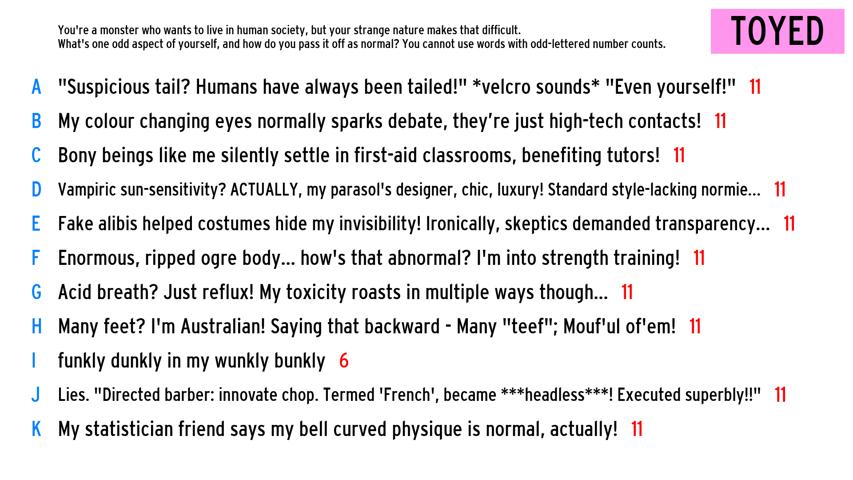 You're a monster who wants to live in human society, but your strange nature makes that difficult.
What's one odd aspect of yourself, and how do you pass it off as normal? You cannot use words with odd-lettered number counts.
TOYED
A "Suspicious tail? Humans have always been tailed!" *velcro sounds* "Even yourself!" 11
B My colour changing eyes normally sparks debate, they're just high-tech contacts! 11
C Bony beings like me silently settle in first-aid classrooms, benefiting tutors! 11
D Vampiric sun-sensitivity? ACTUALLY, my parasol's designer, chic, luxury! Standard style-lacking normie... 11
E Fake alibis helped costumes hide my invisibility! Ironically, skeptics demanded transparency... 11
F Enormous, ripped ogre body... how's that abnormal? I'm into strength training! 11
G Acid breath? Just reflux! My toxicity roasts in multiple ways though... 11
H Many feet? I'm Australian! Saying that backward - Many "teef"; Mouf'ul of'em! 11
I funkly dunkly in my wunkly bunkly 6
J Lies. "Directed barber: innovate chop. Termed 'French', became ***headless***! Executed superbly!!" 11
K My statistician friend says my bell curved physique is normal, actually! 11